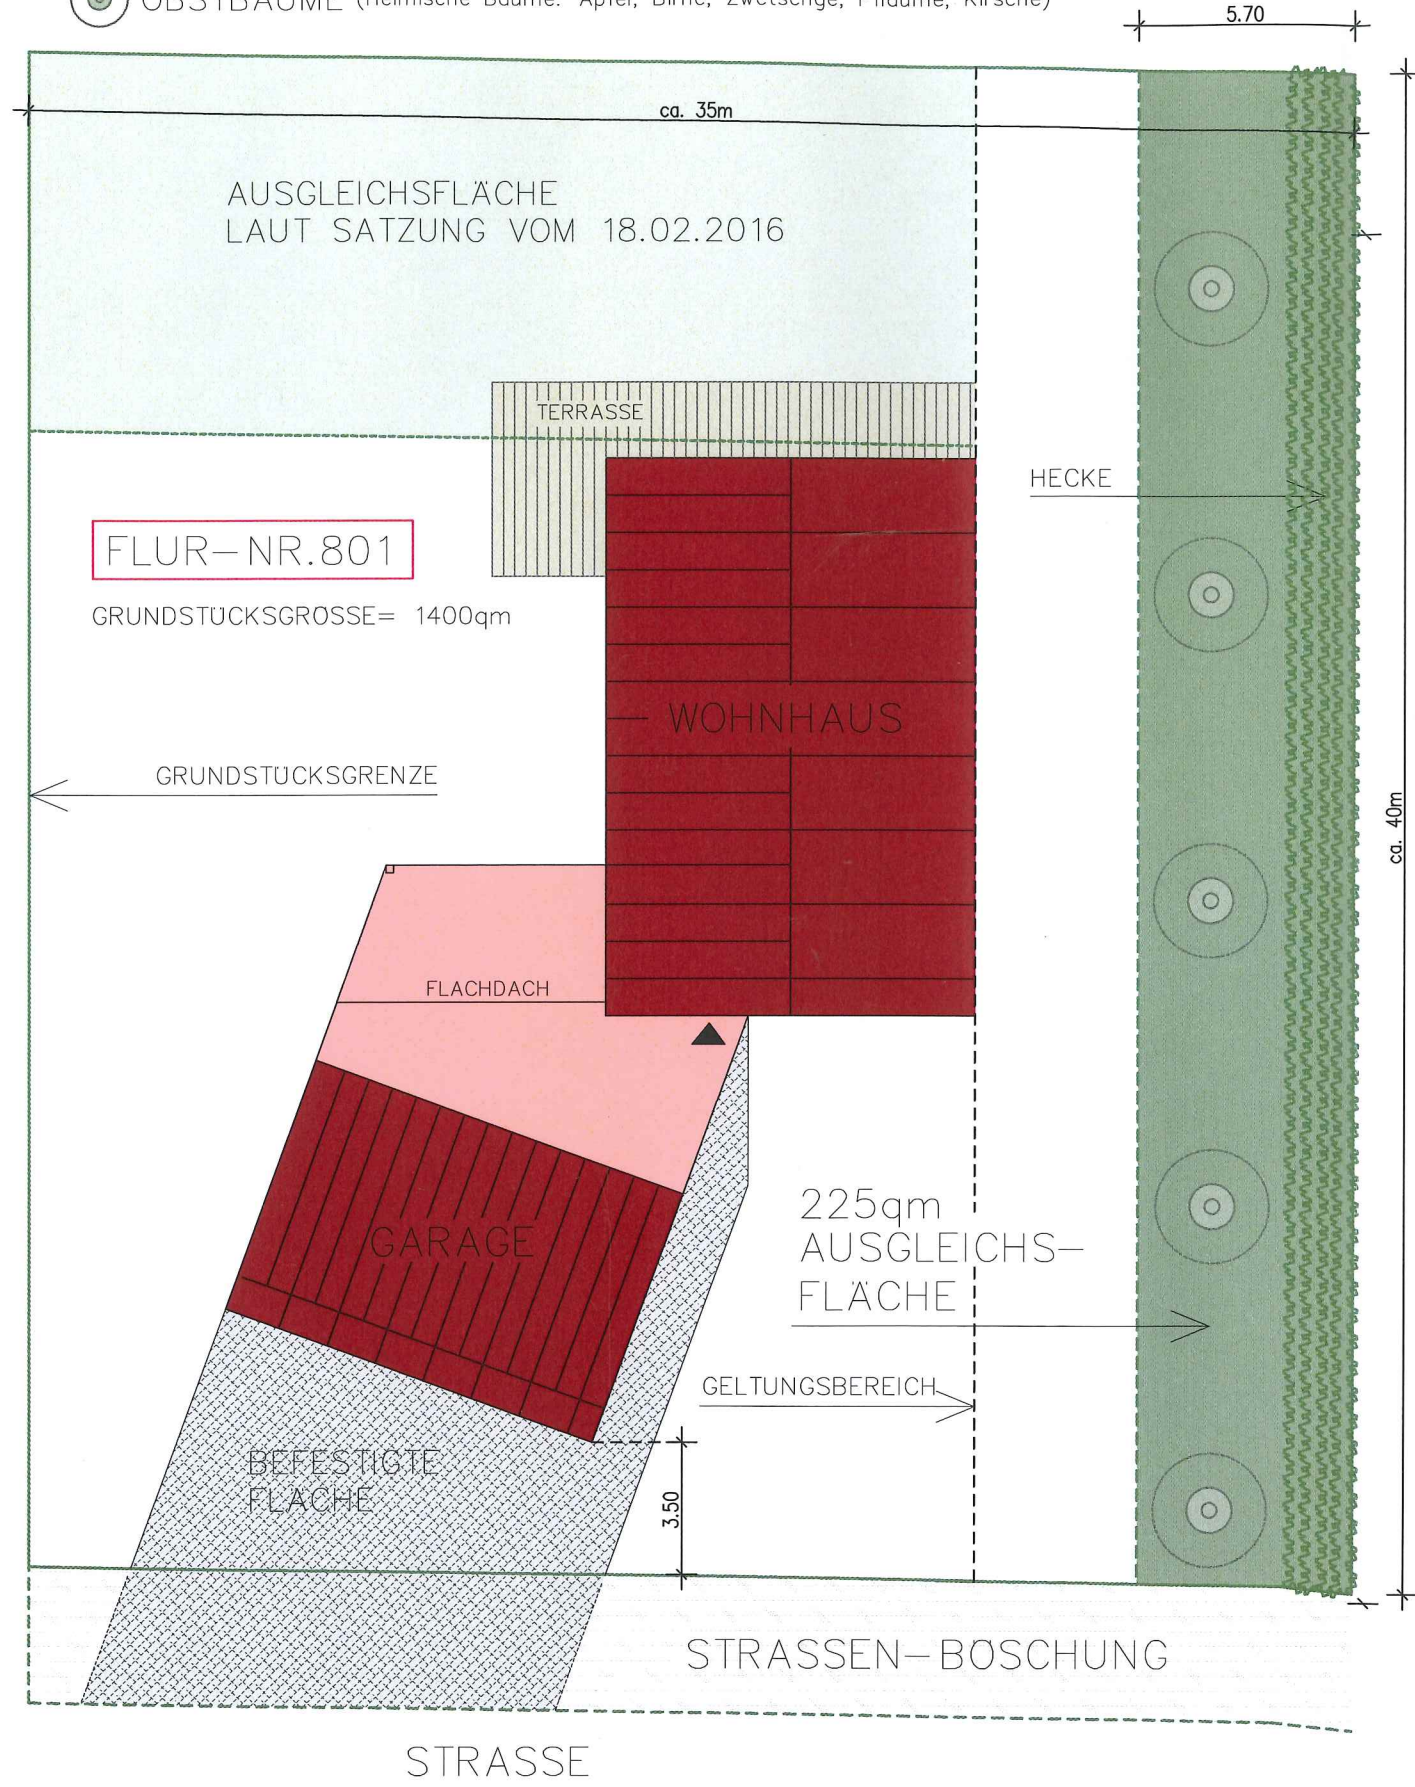 OBSTBÄUME (Heimische Bäume: Apfel, Birne, Zwetschge, Pflaume, Kirsche)
5.70
ca. 35m
AUSGLEICHSFLÄCHE
LAUT SATZUNG VOM 18.02.2016
TERRASSE
HECKE
FLUR-NR.801
GRUNDSTÜCKSGRÖSSE= 1400qm
WOHNHAUS
GRUNDSTÜCKSGRENZE
ca. 40m
FLACHDACH
225qm
AUSGLEICHS-
FLÄCHE
GARAGE
GELTUNGSBEREICH
BEFESTIGTE
FLÄCHE
3.50
STRASSEN-BÖSCHUNG
STRASSE